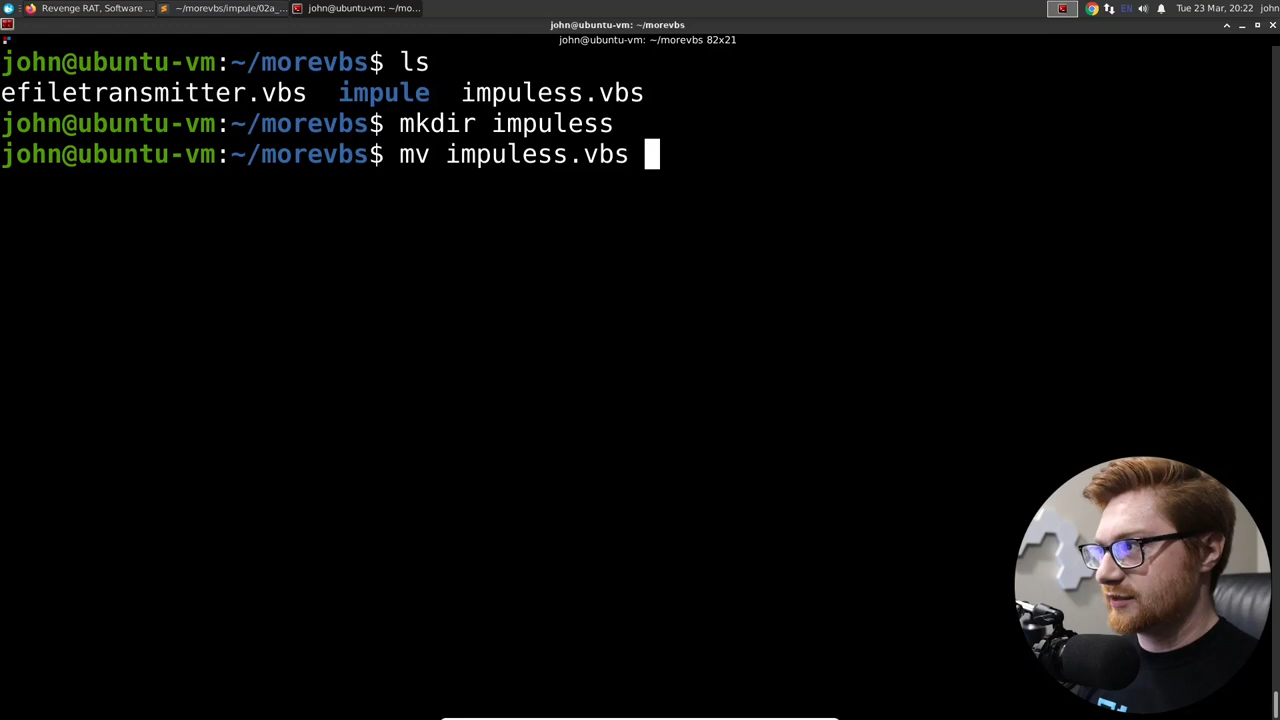 Revenge RAT, Software ... ~/morevbs/impule/02a_... john@ubuntu-vm: ~/mo... EN Tue 23 Mar, 20:22 john
john@ubuntu-vm: ~/morevbs
john@ubuntu-vm: ~/morevbs 82x21
john@ubuntu-vm:~/morevbs$ ls
efiletransmitter.vbs impule impuless.vbs
john@ubuntu-vm:~/morevbs$ mkdir impuless
john@ubuntu-vm:~/morevbs$ mv impuless.vbs